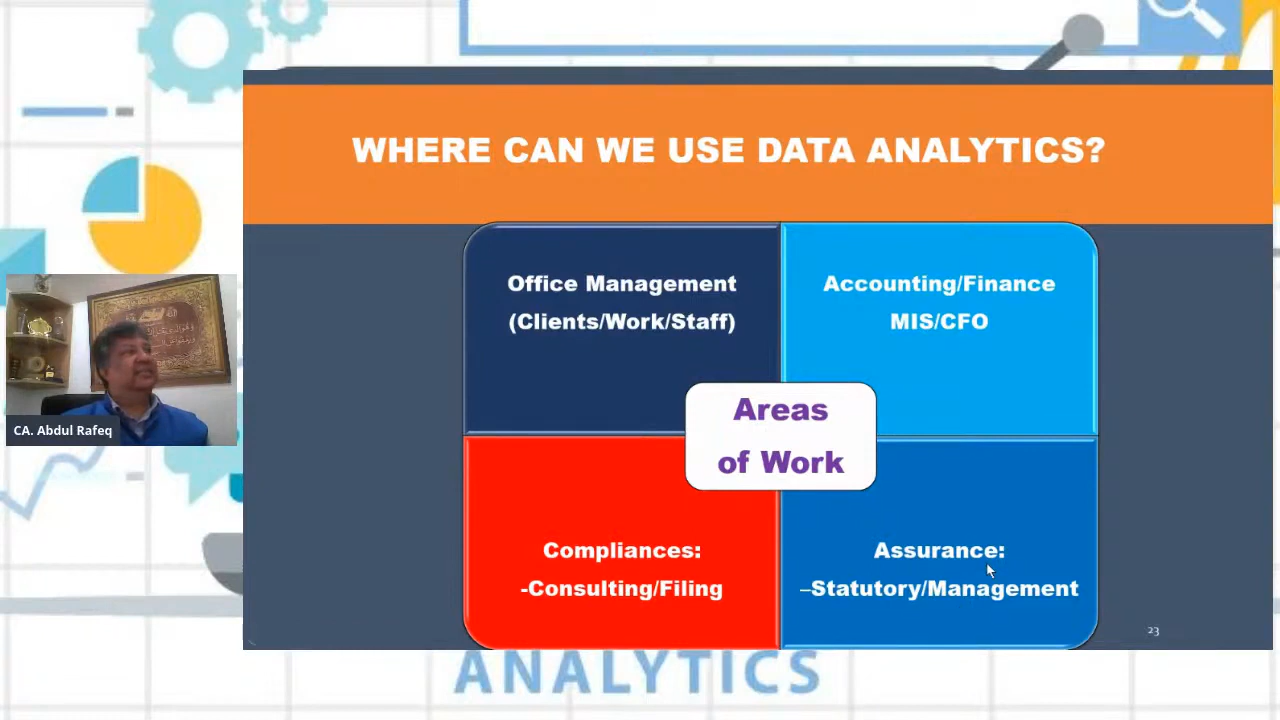 WHERE CAN WE USE DATA ANALYTICS?
Office Management
(Clients/Work/Staff)
Accounting/Finance
MIS/CFO
Areas
of Work
Compliances:
-Consulting/Filing
Assurance:
–Statutory/Management
23
CA. Abdul Rafeq
ANALYTICS